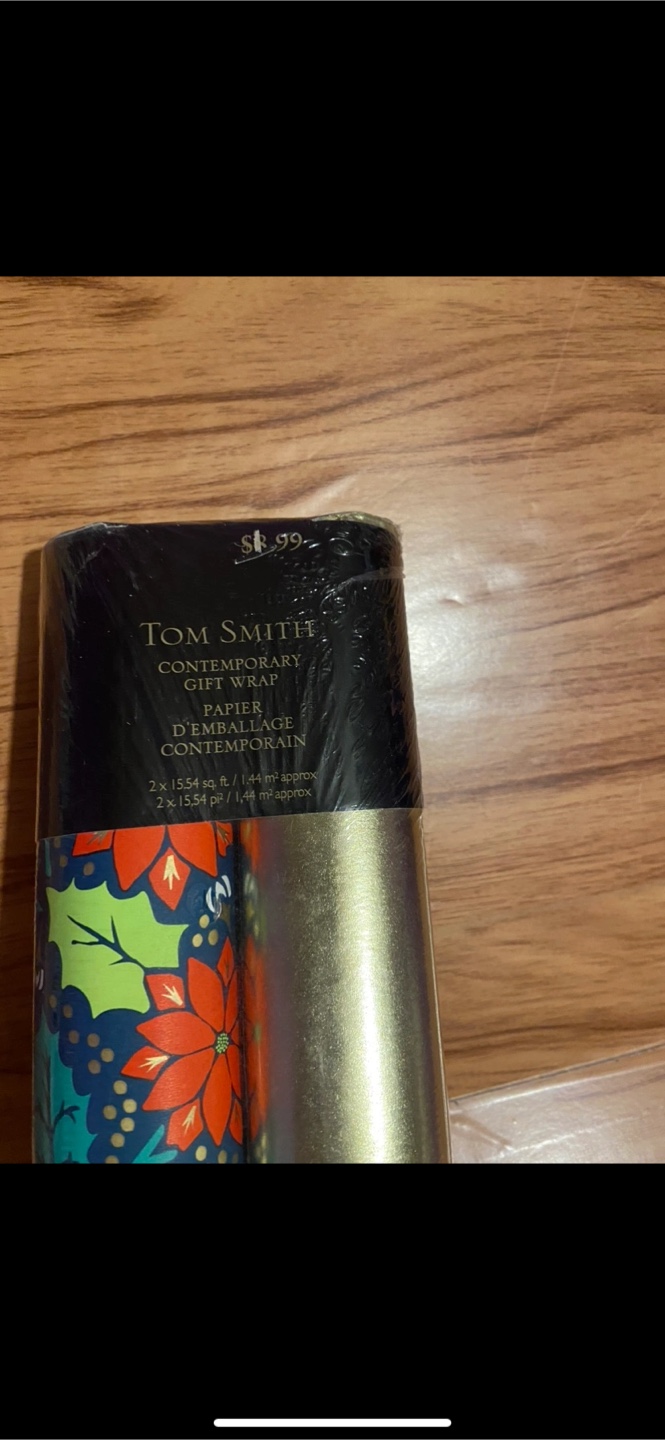 TOM SMITH
CONTEMPORARY
GIFT WRAP
PAPIER
D'EMBALLAGE
CONTEMPORAIN
2 x 15.54 sq. ft. / 1.44 m² approx
2 x 15.54 pi² / 1,44 m² approx